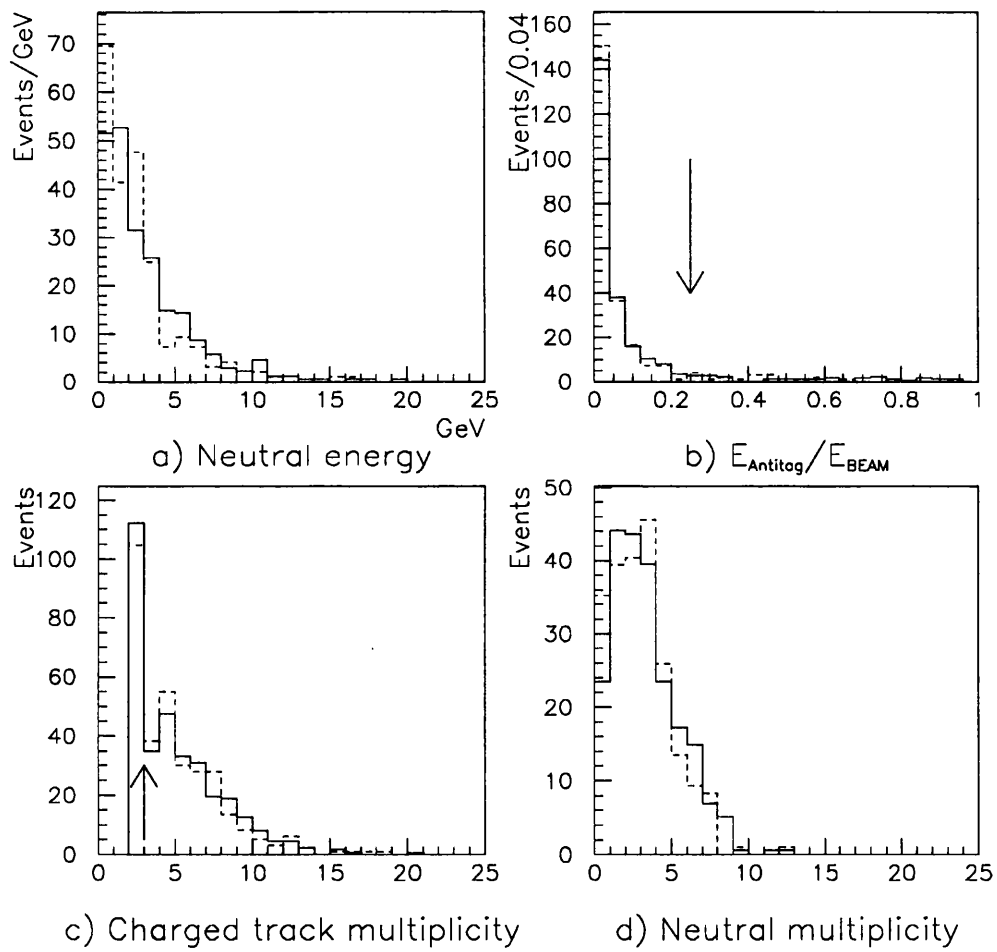 Events/GeV
70
60
50
40
30
20
10
0
0 5 10 15 20 25
GeV
a) Neutral energy
Events/0.04
160
140
120
100
80
60
40
20
0
0 0.2 0.4 0.6 0.8 1
b) E_Antitag/E_BEAM
Events
120
100
80
60
40
20
0
0 5 10 15 20 25
c) Charged track multiplicity
Events
50
40
30
20
10
0
0 5 10 15 20 25
d) Neutral multiplicity